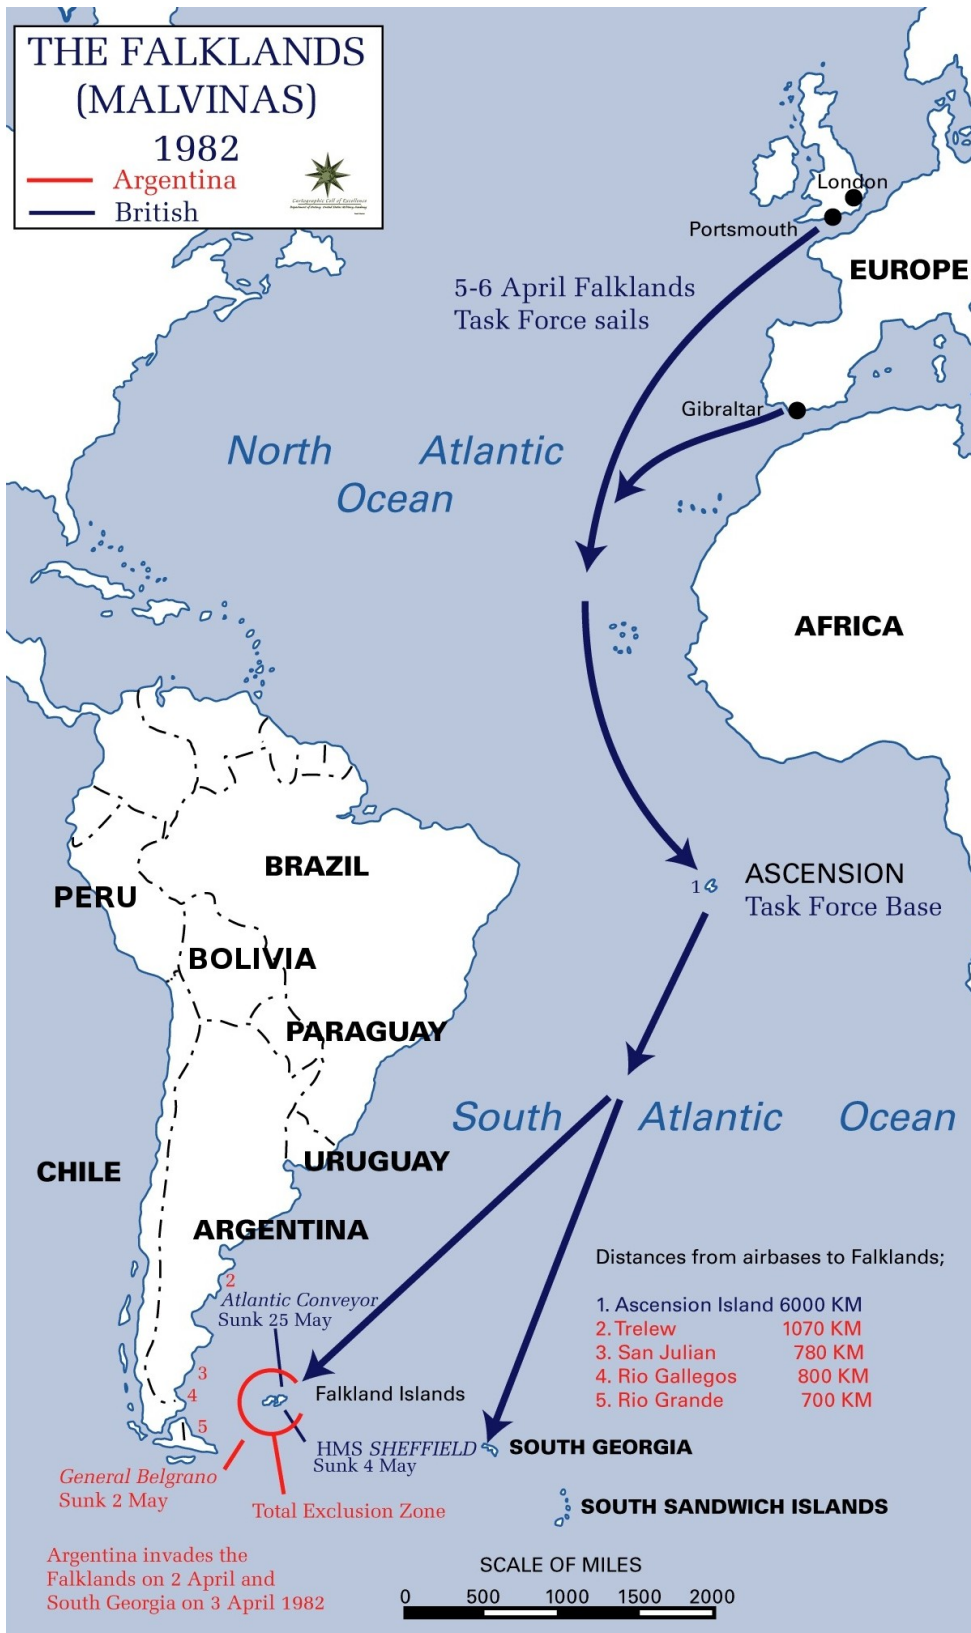 THE FALKLANDS
(MALVINAS)
1982
Argentina
British
Cartographic Cell of Excellence
London
Portsmouth
EUROPE
5-6 April Falklands
Task Force sails
Gibraltar
North Atlantic
Ocean
AFRICA
BRAZIL
PERU
1
ASCENSION
Task Force Base
BOLIVIA
PARAGUAY
South Atlantic Ocean
URUGUAY
CHILE
ARGENTINA
2
Atlantic Conveyor
Sunk 25 May
Distances from airbases to Falklands;
1. Ascension Island 6000 KM
2. Trelew 1070 KM
3. San Julian 780 KM
4. Rio Gallegos 800 KM
5. Rio Grande 700 KM
3
4
5
Falkland Islands
HMS SHEFFIELD
Sunk 4 May
SOUTH GEORGIA
General Belgrano
Sunk 2 May
Total Exclusion Zone
SOUTH SANDWICH ISLANDS
Argentina invades the
Falklands on 2 April and
South Georgia on 3 April 1982
SCALE OF MILES
0 500 1000 1500 2000